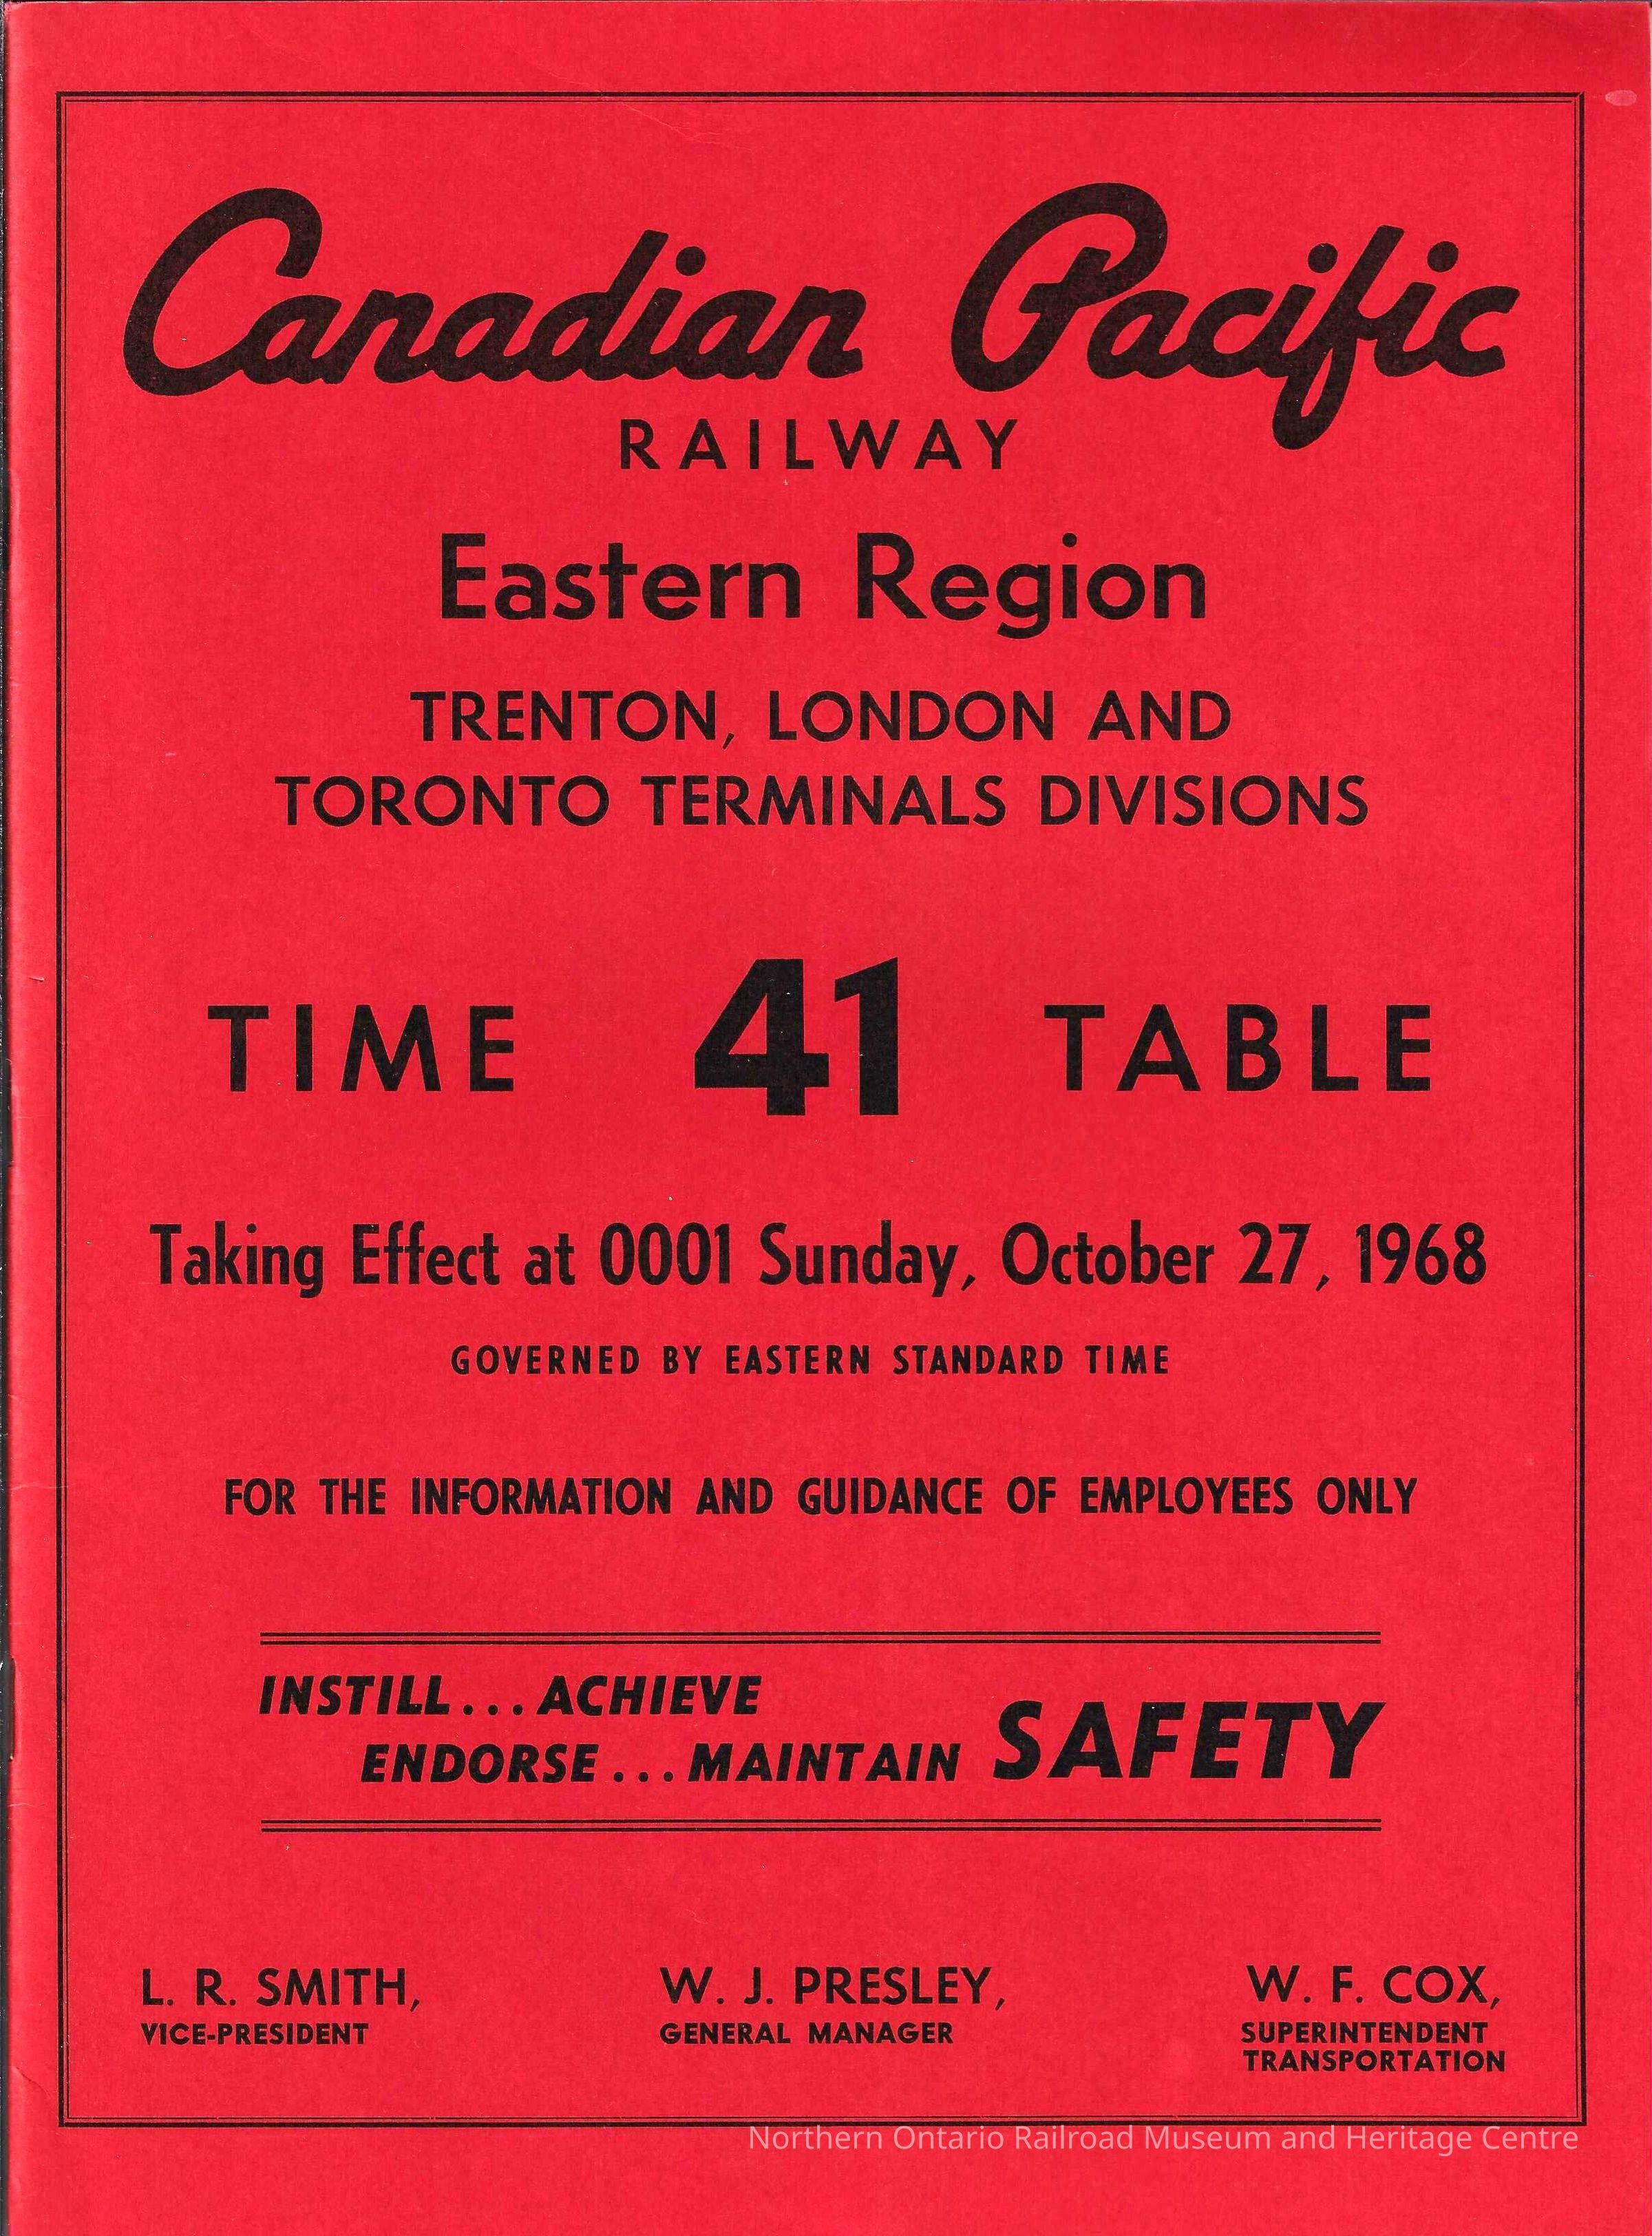 Canadian Pacific
RAILWAY
Eastern Region
TRENTON, LONDON AND
TORONTO TERMINALS DIVISIONS
TIME 41 TABLE
Taking Effect at 0001 Sunday, October 27, 1968
GOVERNED BY EASTERN STANDARD TIME
FOR THE INFORMATION AND GUIDANCE OF EMPLOYEES ONLY
INSTILL...ACHIEVE
ENDORSE...MAINTAIN SAFETY
L. R. SMITH,
VICE-PRESIDENT
W. J. PRESLEY,
GENERAL MANAGER
W. F. COX,
SUPERINTENDENT
TRANSPORTATION
Northern Ontario Railroad Museum and Heritage Centre